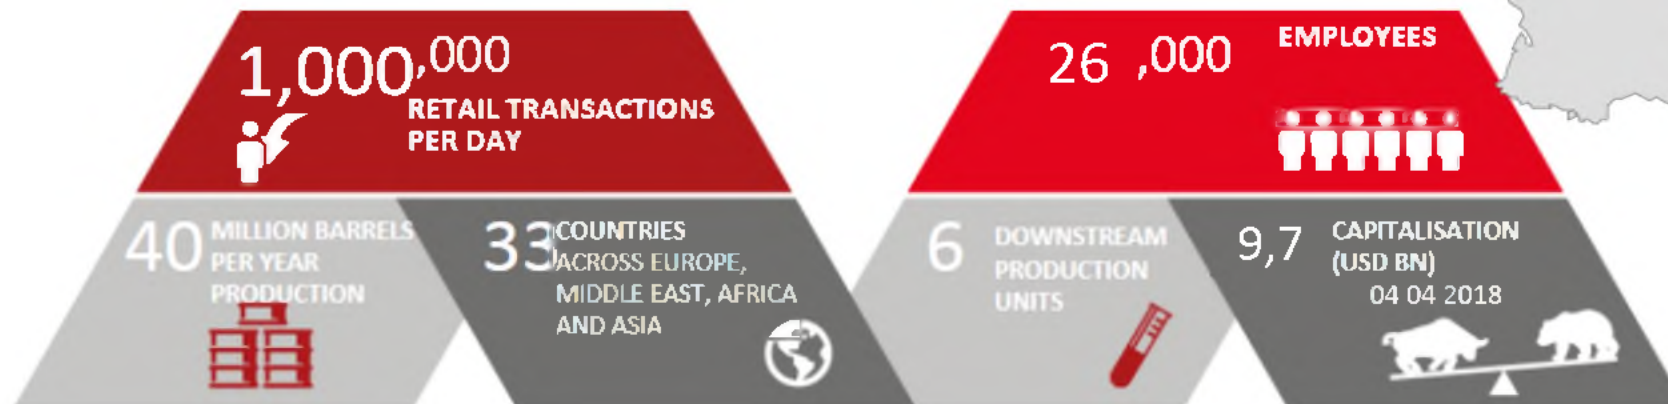 1,000,000
RETAIL TRANSACTIONS
PER DAY
26 ,000
EMPLOYEES
40
MILLION BARRELS
PER YEAR
PRODUCTION
33
COUNTRIES
ACROSS EUROPE,
MIDDLE EAST, AFRICA
AND ASIA
6
DOWNSTREAM
PRODUCTION
UNITS
9,7
CAPITALISATION
(USD BN)
04 04 2018